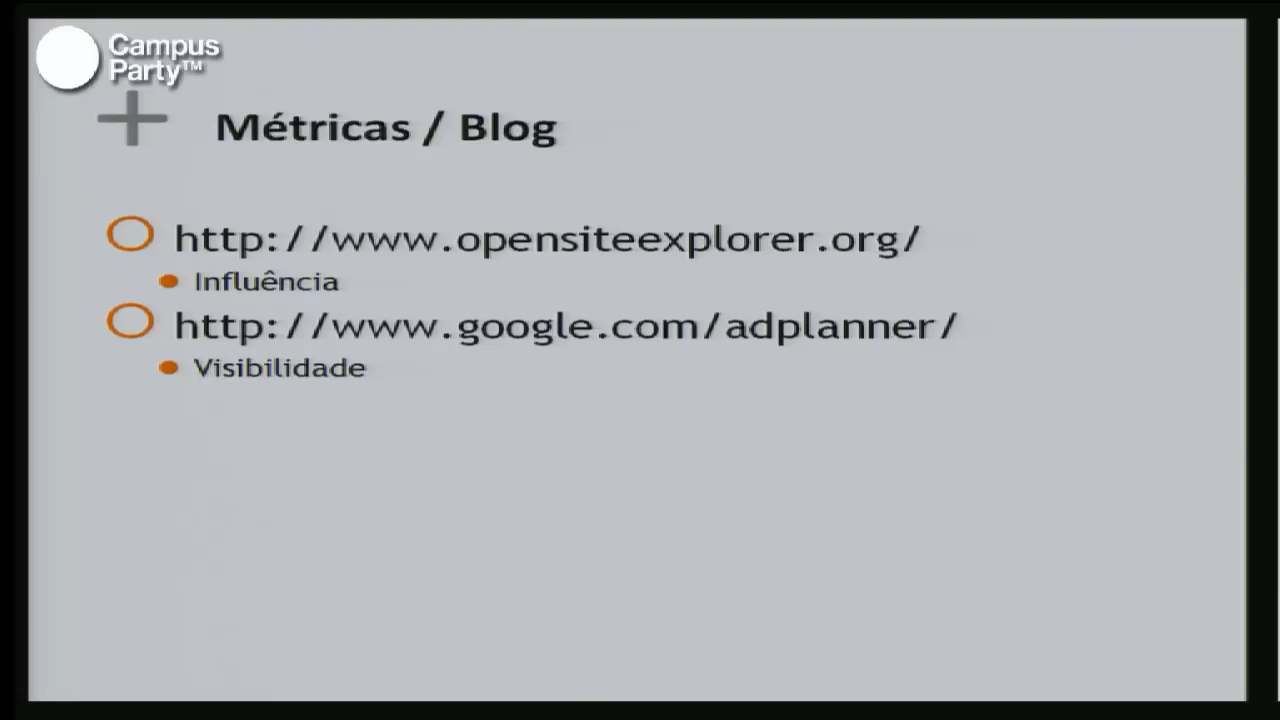 Campus
Party™
Métricas / Blog
http://www.opensiteexplorer.org/
Influência
http://www.google.com/adplanner/
Visibilidade